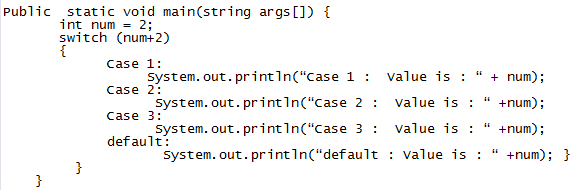 Public  static void main(string args[]) {
int num = 2;
switch (num+2)
{
Case 1:
System.out.println(“Case 1 :  Value is : “ + num);
Case 2:
System.out.println(“Case 2 :  Value is : “ +num);
Case 3:
System.out.println(“Case 3 :  Value is : “ +num);
default:
System.out.println(“default : Value is : “ +num); }
}
}